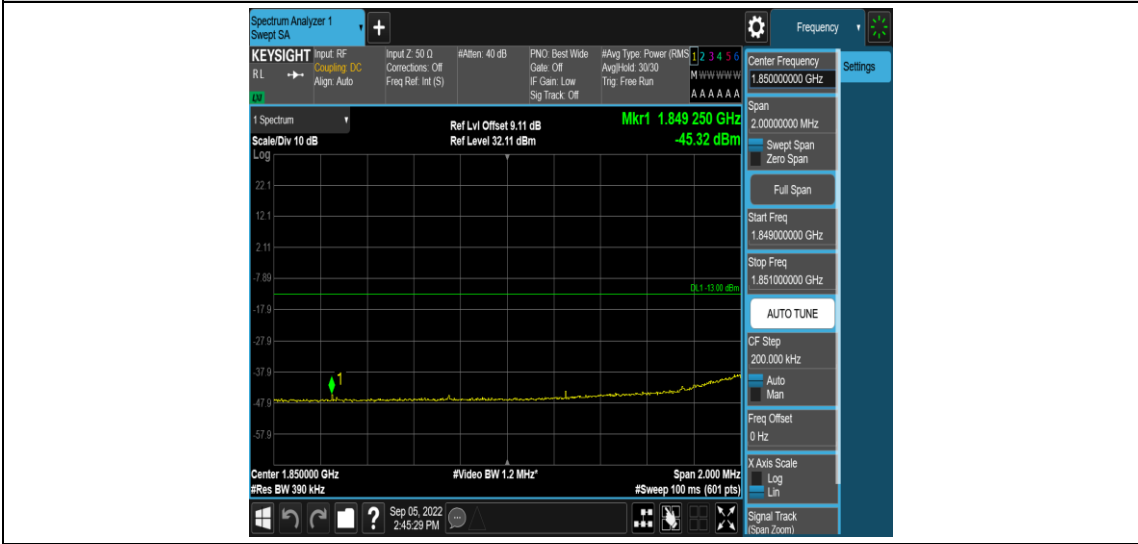 Spectrum Analyzer 1
Swept SA
+
Frequency
KEYSIGHT
RL
LXI
Input: RF
Coupling: DC
Align: Auto
Input Z: 50 Ω
Corrections: Off
Freq Ref: Int (S)
#Atten: 40 dB
PNO: Best Wide
Gate: Off
IF Gain: Low
Sig Track: Off
#Avg Type: Power (RMS
Avg|Hold: 30/30
Trig: Free Run
1 2 3 4 5 6
M W W W W W
A A A A A A
1 Spectrum
Scale/Div 10 dB
Log
Ref Lvl Offset 9.11 dB
Ref Level 32.11 dBm
Mkr1 1.849 250 GHz
-45.32 dBm
22.1
12.1
2.11
-7.89
DL1 -13.00 dBm
-17.9
-27.9
-37.9
1
-47.9
-57.9
Center 1.850000 GHz
#Video BW 1.2 MHz*
Span 2.000 MHz
#Res BW 390 kHz
#Sweep 100 ms (601 pts)
?
Sep 05, 2022
2:45:29 PM
Center Frequency
1.850000000 GHz
Settings
Span
2.00000000 MHz
Swept Span
Zero Span
Full Span
Start Freq
1.849000000 GHz
Stop Freq
1.851000000 GHz
AUTO TUNE
CF Step
200.000 kHz
Auto
Man
Freq Offset
0 Hz
X Axis Scale
Log
Lin
Signal Track
(Span Zoom)